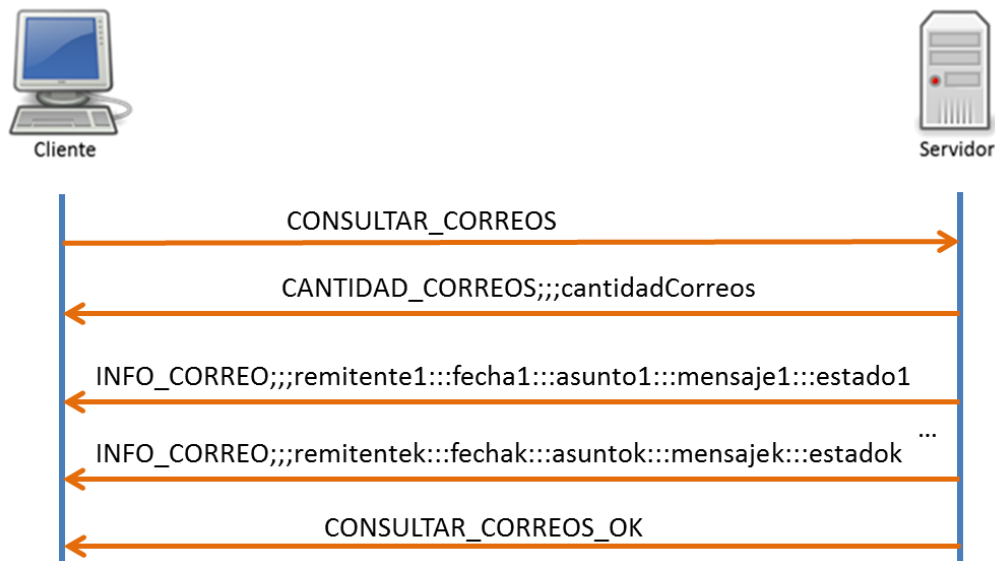 Cliente
Servidor
CONSULTAR_CORREOS
CANTIDAD_CORREOS;;;cantidadCorreos
INFO_CORREO;;;remitente1:::fecha1:::asunto1:::mensaje1:::estado1
...
INFO_CORREO;;;remitentek:::fechak:::asuntok:::mensajek:::estadok
CONSULTAR_CORREOS_OK